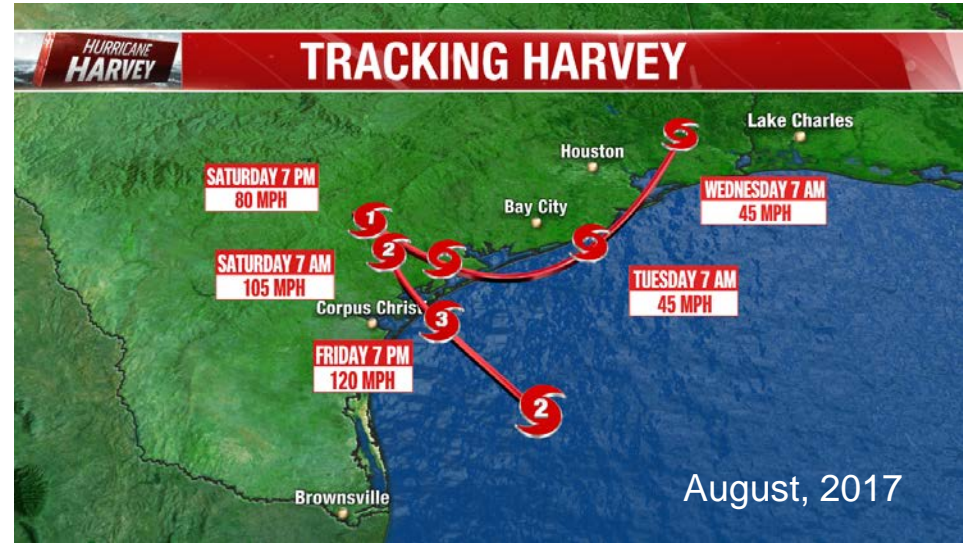 HURRICANE
HARVEY
TRACKING HARVEY
Lake Charles
Houston
SATURDAY 7 PM
80 MPH
WEDNESDAY 7 AM
45 MPH
Bay City
1
2
SATURDAY 7 AM
105 MPH
TUESDAY 7 AM
45 MPH
Corpus Chris
3
FRIDAY 7 PM
120 MPH
2
August, 2017
Brownsville